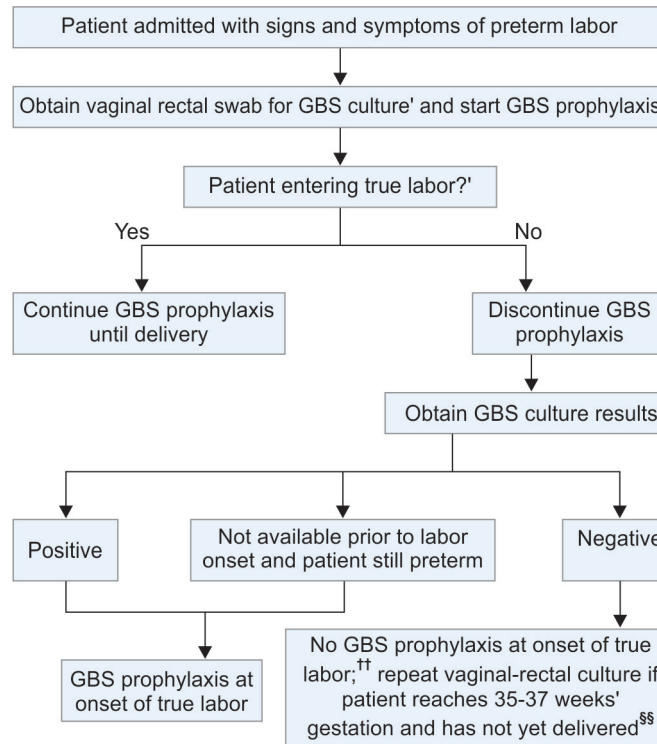 Patient admitted with signs and symptoms of preterm labor
Obtain vaginal rectal swab for GBS culture' and start GBS prophylaxis
Patient entering true labor?'
Yes
No
Continue GBS prophylaxis
until delivery
Discontinue GBS
prophylaxis
Obtain GBS culture results
Positive
Not available prior to labor
onset and patient still preterm
Negative
GBS prophylaxis at
onset of true labor
No GBS prophylaxis at onset of true
labor;†† repeat vaginal-rectal culture if
patient reaches 35-37 weeks'
gestation and has not yet delivered§§